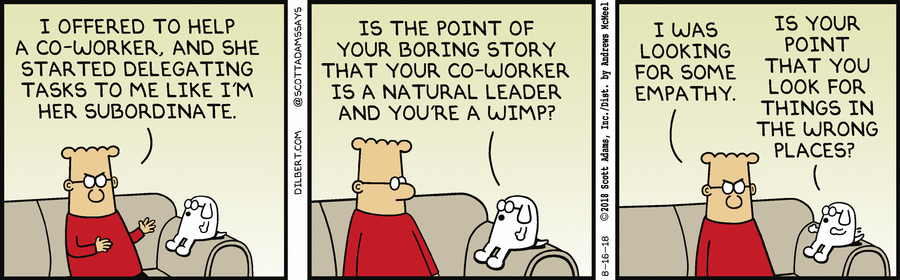 I OFFERED TO HELP
A CO-WORKER, AND SHE
STARTED DELEGATING
TASKS TO ME LIKE I'M
HER SUBORDINATE.
DILBERT.COM
@SCOTTADAMSSAYS
IS THE POINT OF
YOUR BORING STORY
THAT YOUR CO-WORKER
IS A NATURAL LEADER
AND YOU'RE A WIMP?
8-16-18 ©2018 Scott Adams, Inc./Dist. by Andrews McMeel
I WAS
LOOKING
FOR SOME
EMPATHY.
IS YOUR
POINT
THAT YOU
LOOK FOR
THINGS IN
THE WRONG
PLACES?